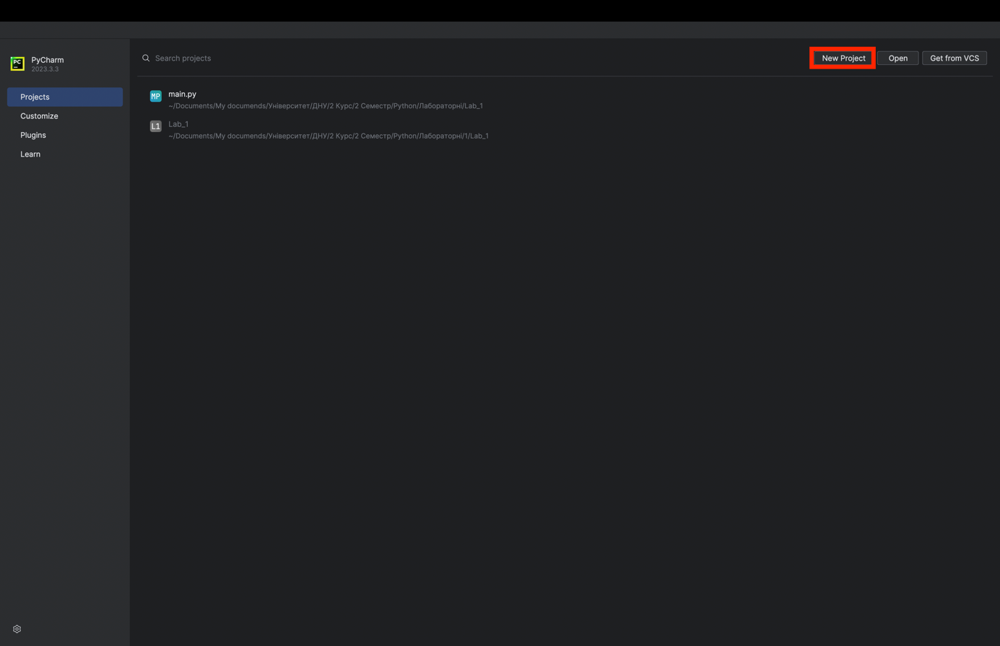 PC
PyCharm
2023.3.3
Projects
Customize
Plugins
Learn
Search projects
New Project
Open
Get from VCS
MP
main.py
~/Documents/My documends/Університет/ДНУ/2 Курс/2 Семестр/Python/Лабораторні/Lab_1
L1
Lab_1
~/Documents/My documends/Університет/ДНУ/2 Курс/2 Семестр/Python/Лабораторні/1/Lab_1